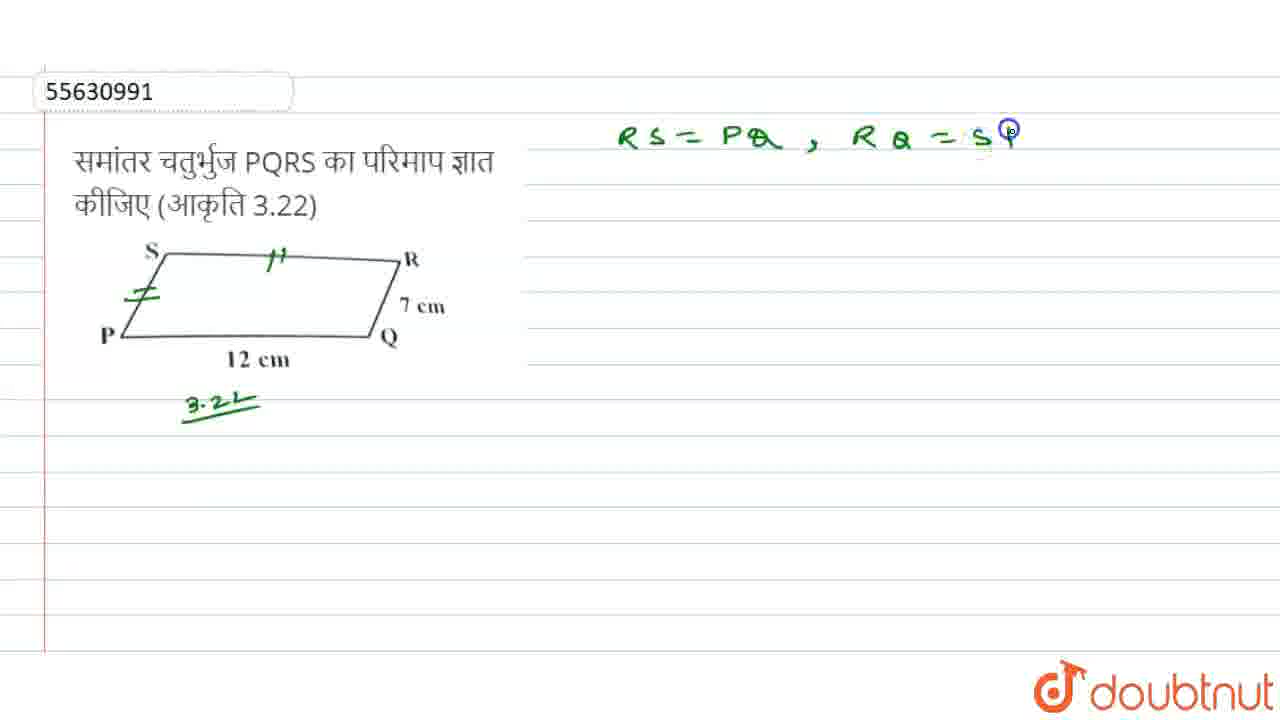 55630991
RS = PQ , RQ = SP
समांतर चतुर्भुज PQRS का परिमाप ज्ञात
कीजिए (आकृति 3.22)
S
R
7 cm
P
Q
12 cm
3.22
doubtnut